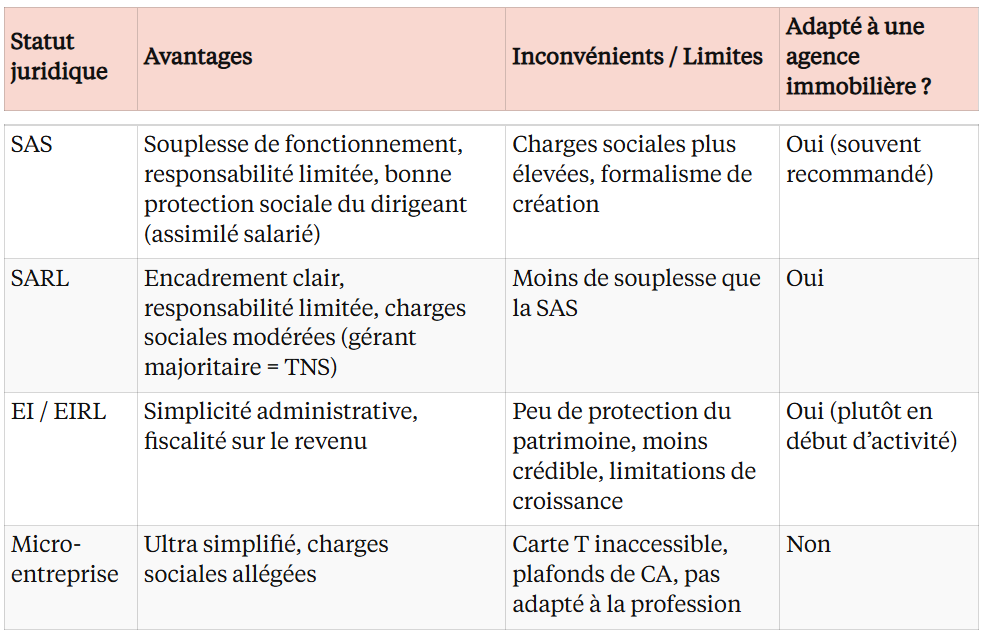 Statut
juridique
Avantages
Inconvénients / Limites
Adapté à une
agence
immobilière ?
SAS
Souplesse de fonctionnement,
responsabilité limitée, bonne
protection sociale du dirigeant
(assimilé salarié)
Charges sociales plus
élevées, formalisme de
création
Oui (souvent
recommandé)
SARL
Encadrement clair,
responsabilité limitée, charges
sociales modérées (gérant
majoritaire = TNS)
Moins de souplesse que
la SAS
Oui
EI / EIRL
Simplicité administrative,
fiscalité sur le revenu
Peu de protection du
patrimoine, moins
crédible, limitations de
croissance
Oui (plutôt en
début d’activité)
Micro-
entreprise
Ultra simplifié, charges
sociales allégées
Carte T inaccessible,
plafonds de CA, pas
adapté à la profession
Non